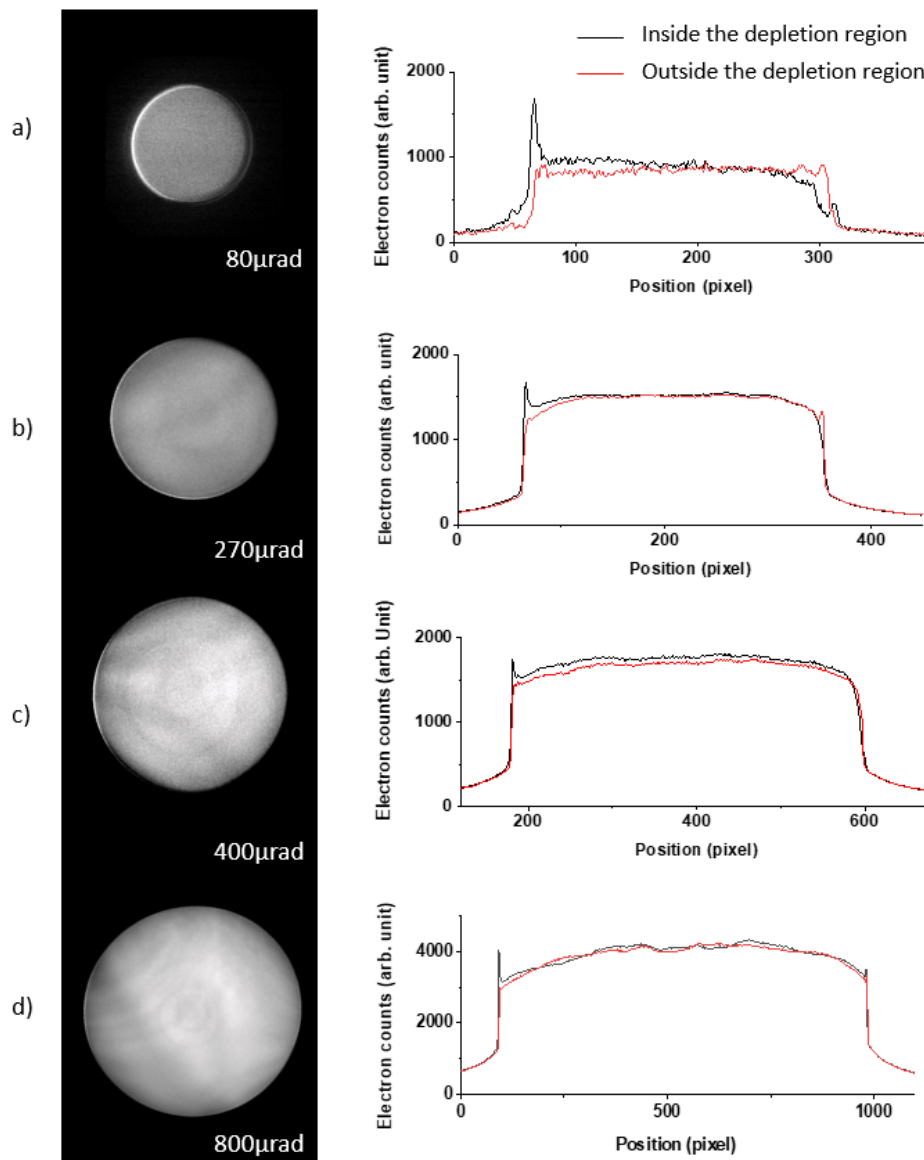 Inside the depletion region
Outside the depletion region
a)
80μrad
Electron counts (arb. unit)
2000
1000
0
0 100 200 300
Position (pixel)
b)
270μrad
Electron counts (arb. unit)
2000
1000
0
0 200 400
Position (pixel)
c)
400μrad
Electron counts (arb. Unit)
2000
1000
0
200 400 600
Position (pixel)
d)
800μrad
Electron counts (arb. unit)
4000
2000
0
0 500 1000
Position (pixel)